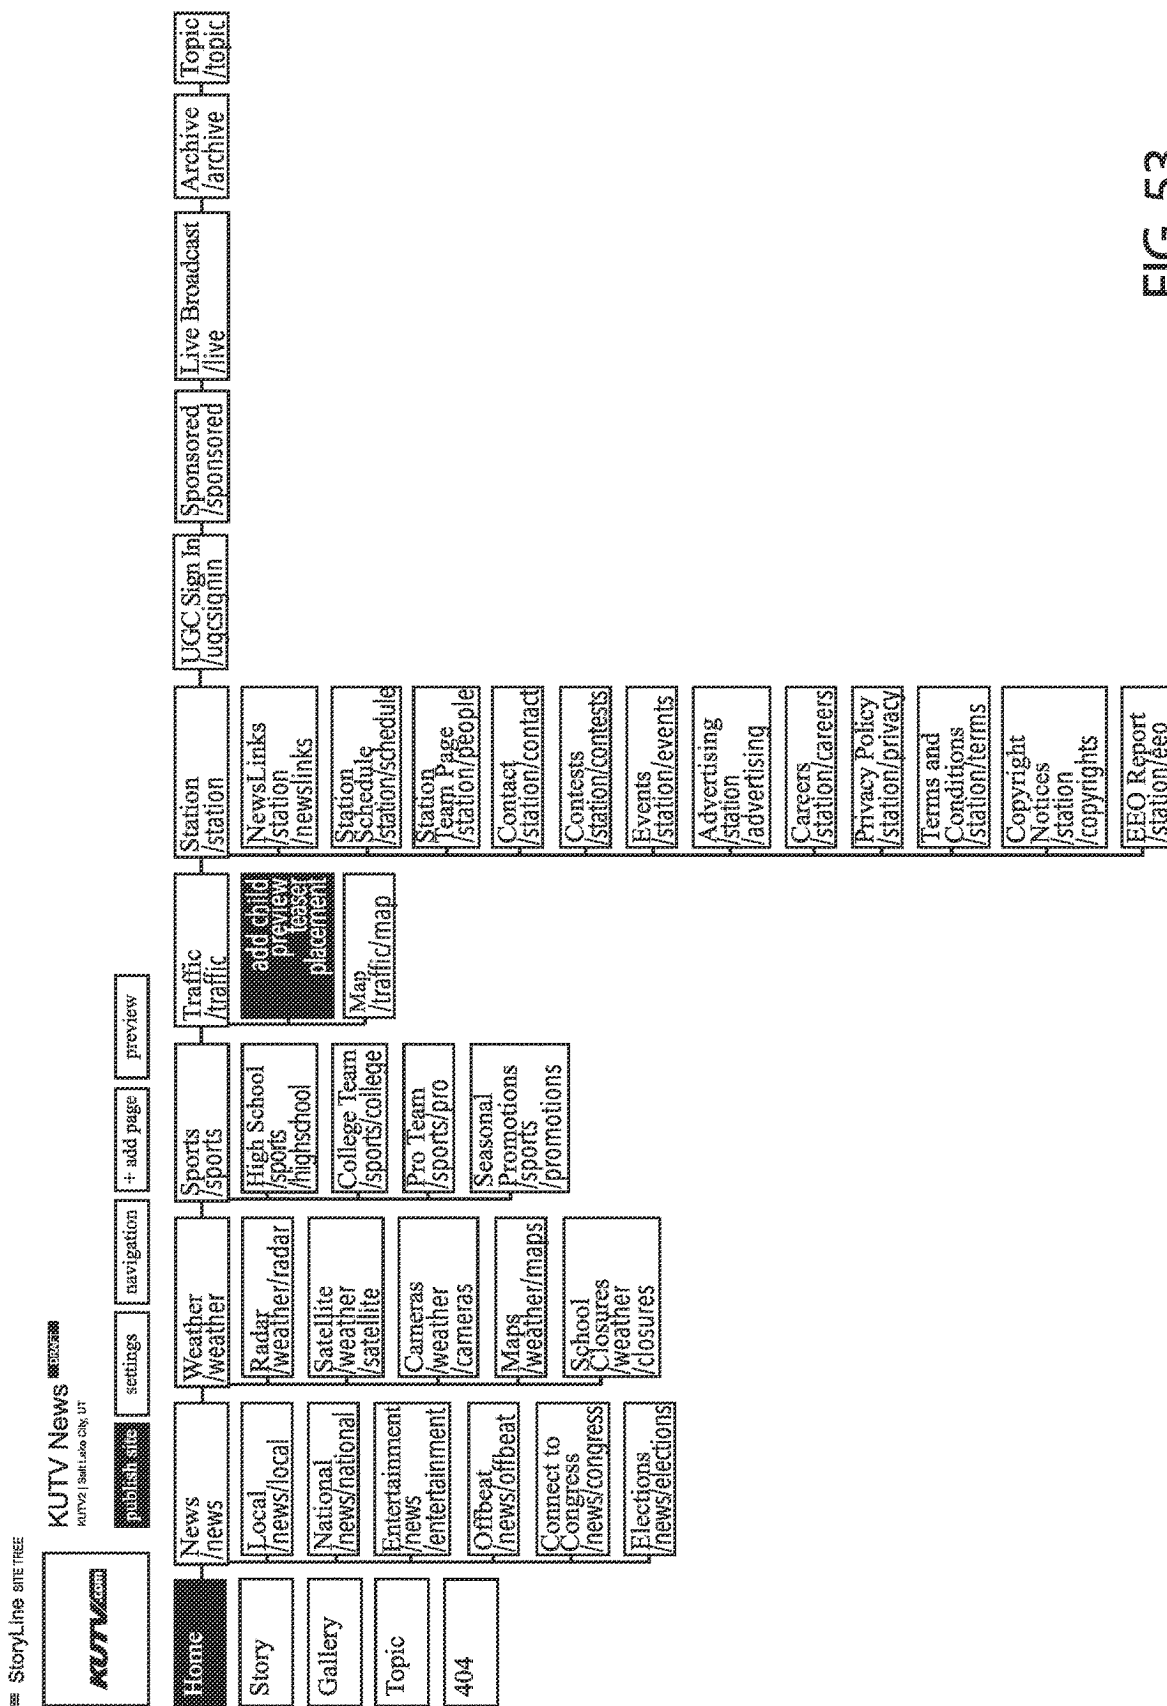 ≡ StoryLine SITE TREE
KUTV.com
KUTV News DRAFT
KUTV2 | Salt Lake City, UT
publish site
settings
navigation
+ add page
preview
Home
Story
Gallery
Topic
404
News
/news
Local
/news/local
National
/news/national
Entertainment
/news
/entertainment
Offbeat
/news/offbeat
Connect to
Congress
/news/congress
Elections
/news/elections
Weather
/weather
Radar
/weather/radar
Satellite
/weather
/satellite
Cameras
/weather
/cameras
Maps
/weather/maps
School
Closures
/weather
/closures
Sports
/sports
High School
/sports
/highschool
College Team
/sports/college
Pro Team
/sports/pro
Seasonal
Promotions
/sports
/promotions
Traffic
/traffic
add child
preview
teaser
placement
Map
/traffic/map
Station
/station
NewsLinks
/station
/newslinks
Station
Schedule
/station/schedule
Station
Team Page
/station/people
Contact
/station/contact
Contests
/station/contests
Events
/station/events
Advertising
/station
/advertising
Careers
/station/careers
Privacy Policy
/station/privacy
Terms and
Conditions
/station/terms
Copyright
Notices
/station
/copyrights
EEO Report
/station/eeo
UGC Sign In
/ugcsignin
Sponsored
/sponsored
Live Broadcast
/live
Archive
/archive
Topic
/topic
FIG. 53